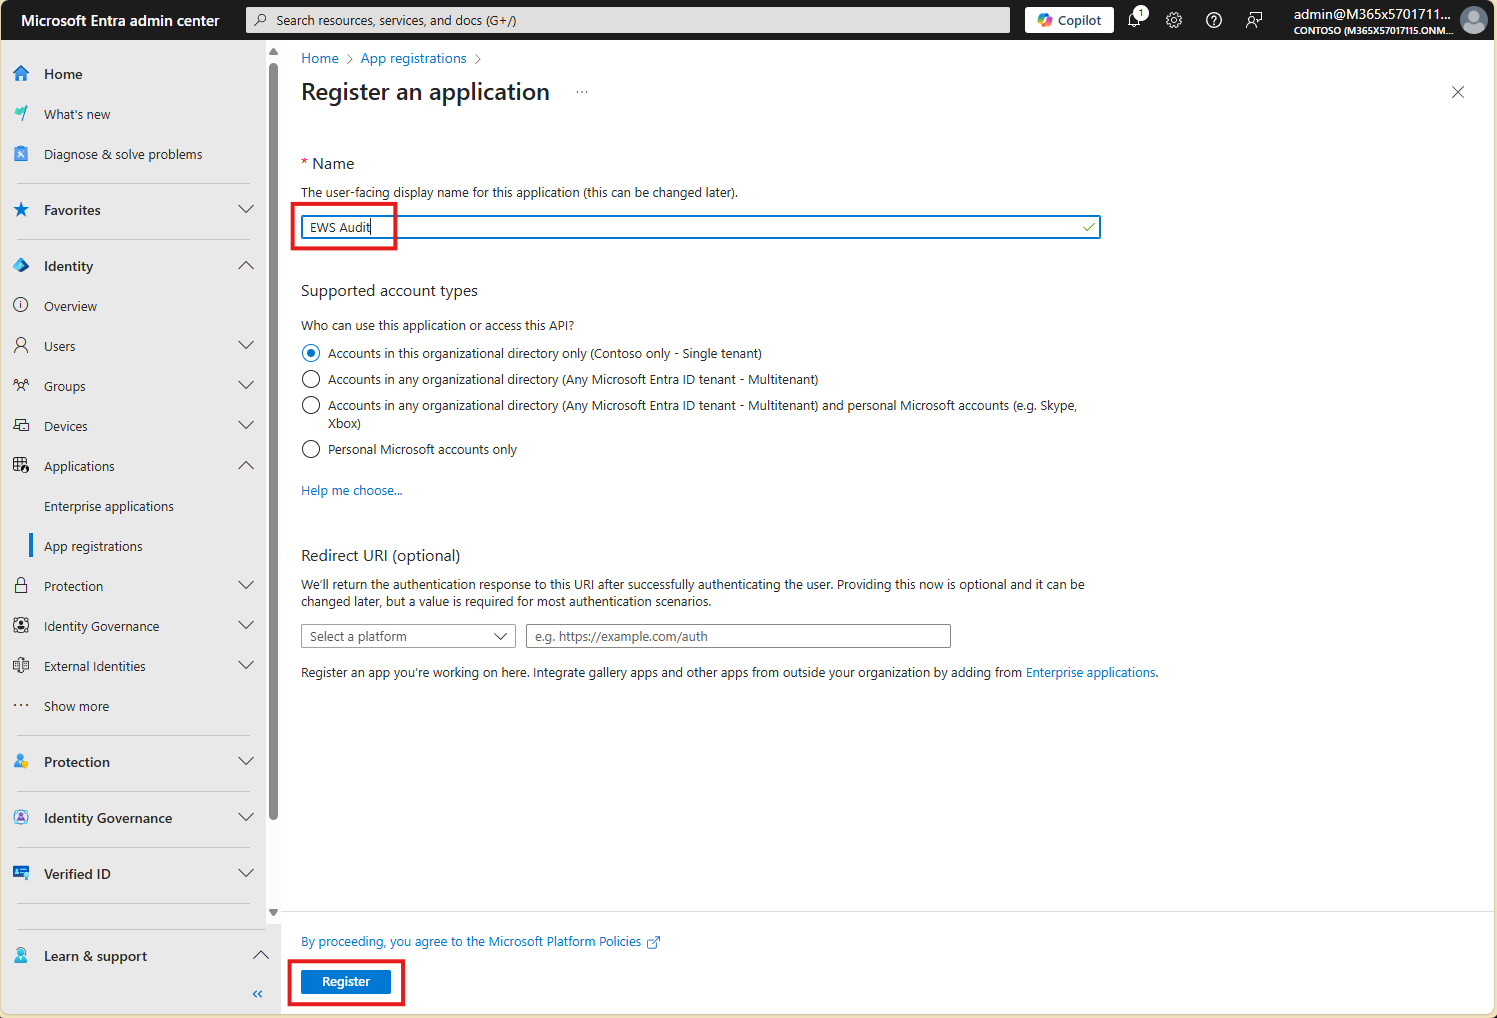 Microsoft Entra admin center
Search resources, services, and docs (G+/)
Copilot
1
admin@M365x5701711...
CONTOSO (M365X57017115.ONM...
Home
What's new
Diagnose & solve problems
Favorites
Identity
Overview
Users
Groups
Devices
Applications
Enterprise applications
App registrations
Protection
Identity Governance
External Identities
Show more
Protection
Identity Governance
Verified ID
Learn & support
Home > App registrations >
Register an application
* Name
The user-facing display name for this application (this can be changed later).
EWS Audit
Supported account types
Who can use this application or access this API?
Accounts in this organizational directory only (Contoso only - Single tenant)
Accounts in any organizational directory (Any Microsoft Entra ID tenant - Multitenant)
Accounts in any organizational directory (Any Microsoft Entra ID tenant - Multitenant) and personal Microsoft accounts (e.g. Skype,
Xbox)
Personal Microsoft accounts only
Help me choose...
Redirect URI (optional)
We'll return the authentication response to this URI after successfully authenticating the user. Providing this now is optional and it can be
changed later, but a value is required for most authentication scenarios.
Select a platform
e.g. https://example.com/auth
Register an app you're working on here. Integrate gallery apps and other apps from outside your organization by adding from Enterprise applications.
By proceeding, you agree to the Microsoft Platform Policies
Register